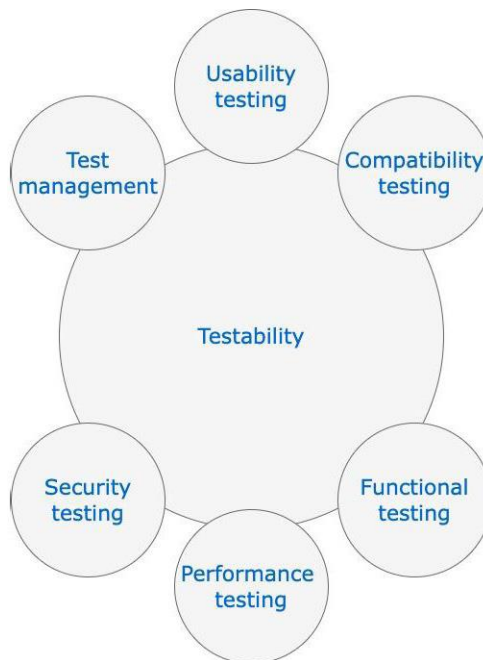 Usability
testing
Test
management
Compatibility
testing
Testability
Security
testing
Functional
testing
Performance
testing